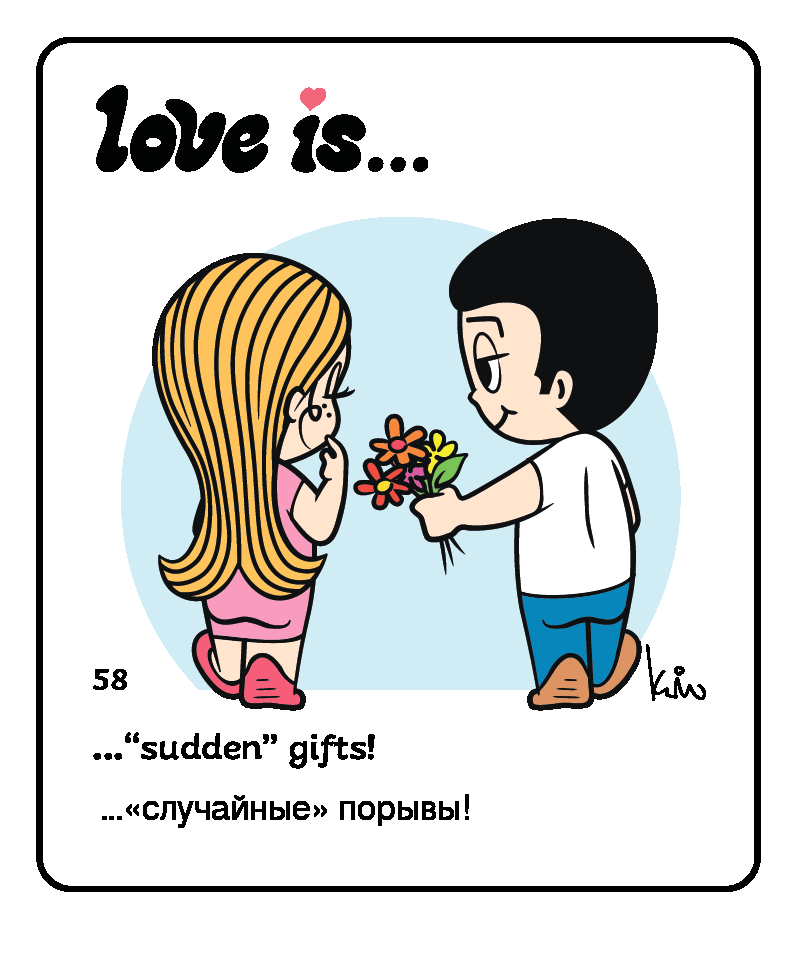 love is...
58
kim
..."sudden" gifts!
...«случайные» порывы!